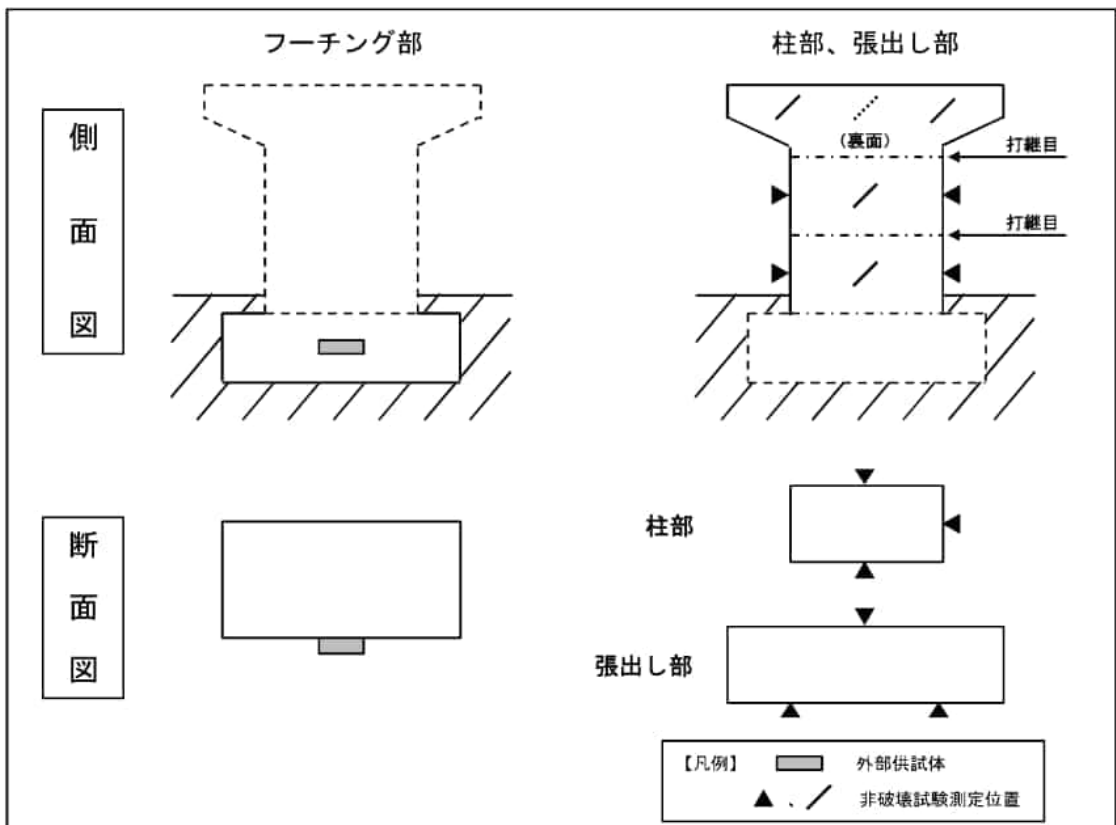 フーチング部
柱部、張出し部
側面図
(裏面)
打継目
打継目
断面図
柱部
張出し部
【凡例】
外部供試体
▲、/ 非破壊試験測定位置